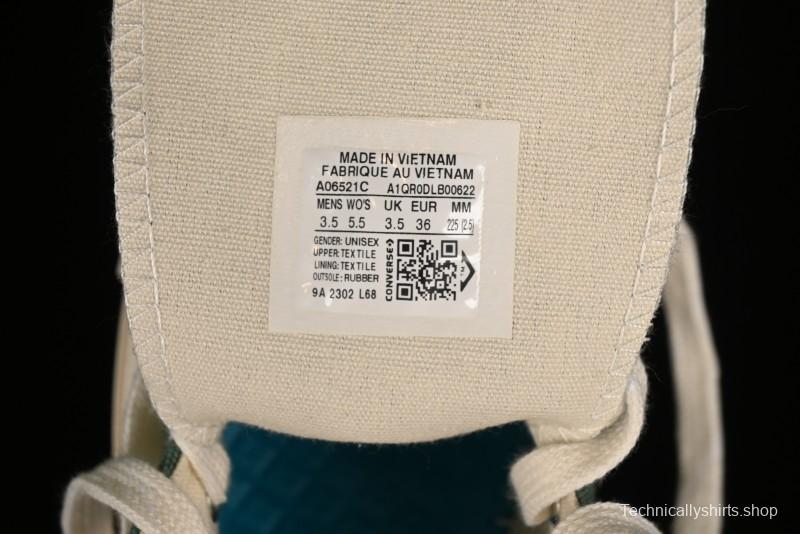 MADE IN VIETNAM
FABRIQUE AU VIETNAM
A06521C A1QR0DLB00622
MENS WO'S UK EUR MM
3.5 5.5 3.5 36 225 (2.5)
GENDER: UNISEX
UPPER: TEXTILE
LINING: TEXTILE
OUTSOLE: RUBBER
CONVERSE
9A 2302 L68
Technicallyshirts.shop